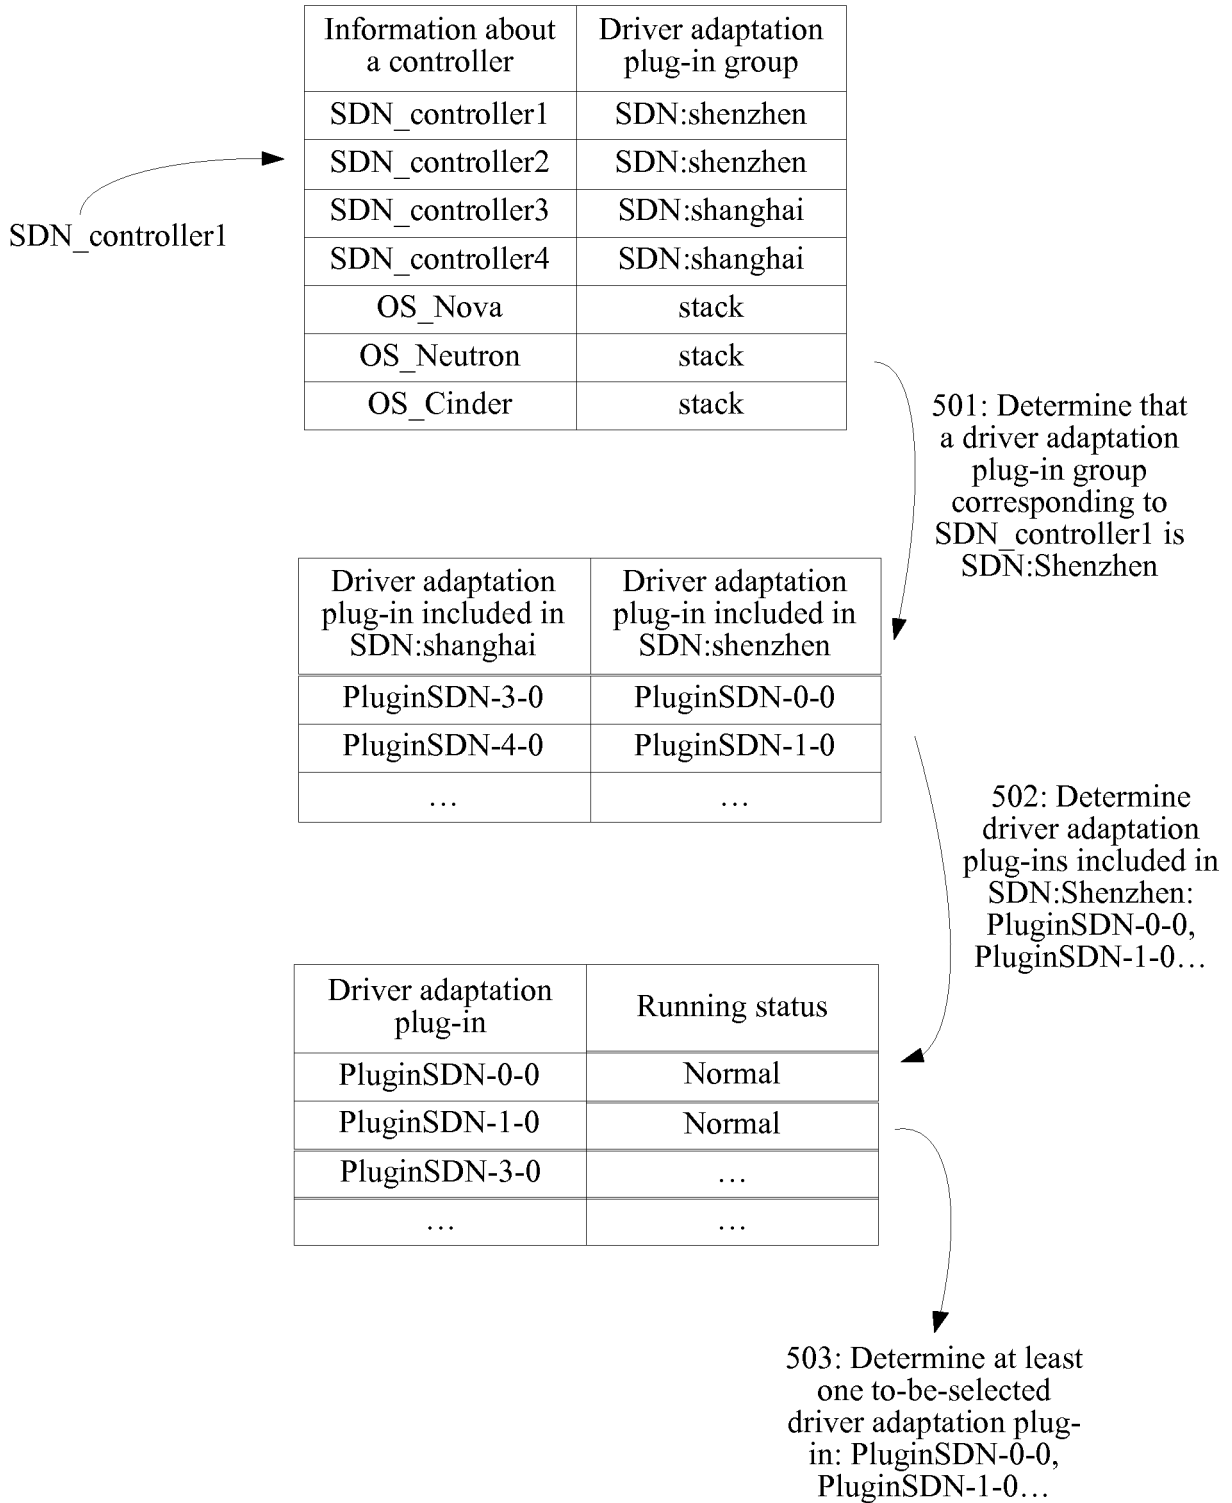 Information about
a controller
Driver adaptation
plug-in group
SDN_controller1
SDN:shenzhen
SDN_controller2
SDN:shenzhen
SDN_controller3
SDN:shanghai
SDN_controller4
SDN:shanghai
OS_Nova
stack
OS_Neutron
stack
OS_Cinder
stack
SDN_controller1
501: Determine that
a driver adaptation
plug-in group
corresponding to
SDN_controller1 is
SDN:Shenzhen
Driver adaptation
plug-in included in
SDN:shanghai
Driver adaptation
plug-in included in
SDN:shenzhen
PluginSDN-3-0
PluginSDN-0-0
PluginSDN-4-0
PluginSDN-1-0
…
…
502: Determine
driver adaptation
plug-ins included in
SDN:Shenzhen:
PluginSDN-0-0,
PluginSDN-1-0…
Driver adaptation
plug-in
Running status
PluginSDN-0-0
Normal
PluginSDN-1-0
Normal
PluginSDN-3-0
…
…
…
503: Determine at least
one to-be-selected
driver adaptation plug-
in: PluginSDN-0-0,
PluginSDN-1-0…